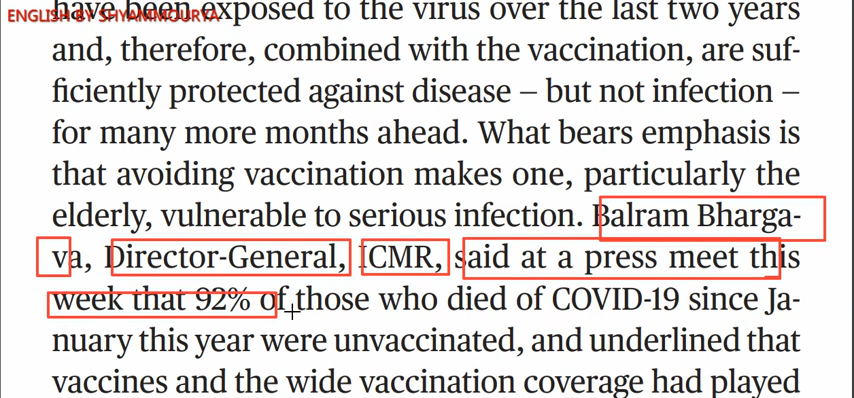 have been exposed to the virus over the last two years
ENGLISH BY SHYAMMOURYA
and, therefore, combined with the vaccination, are suf-
ficiently protected against disease – but not infection –
for many more months ahead. What bears emphasis is
that avoiding vaccination makes one, particularly the
elderly, vulnerable to serious infection. Balram Bharga-
va, Director-General, ICMR, said at a press meet this
week that 92% of those who died of COVID-19 since Ja-
nuary this year were unvaccinated, and underlined that
vaccines and the wide vaccination coverage had played